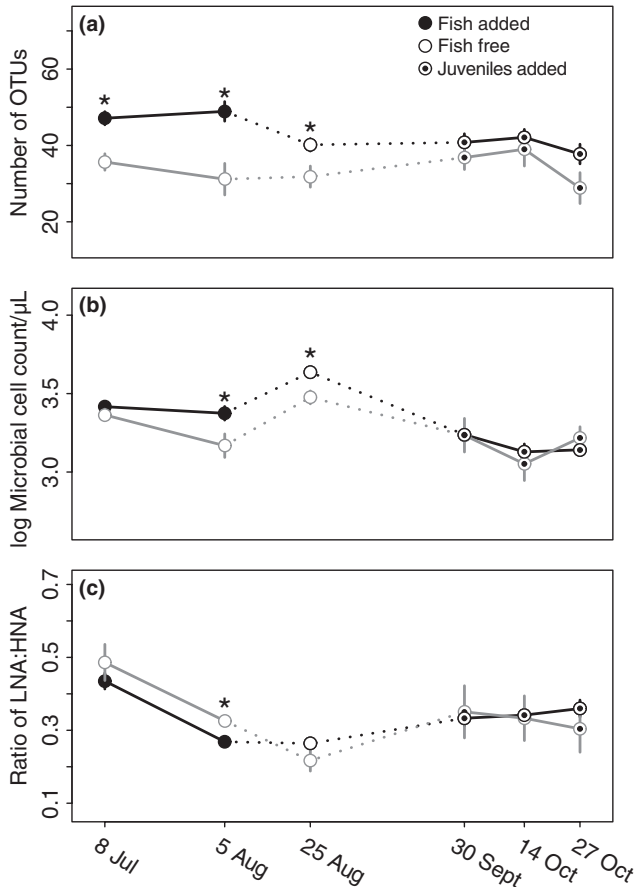 (a)
Fish added
Fish free
Juveniles added
* * *
60
40
20
Number of OTUs
(b)
* *
4.0
3.5
3.0
log Microbial cell count/µL
(c)
*
0.7
0.5
0.3
0.1
Ratio of LNA:HNA
8 Jul 5 Aug 25 Aug 30 Sept 14 Oct 27 Oct